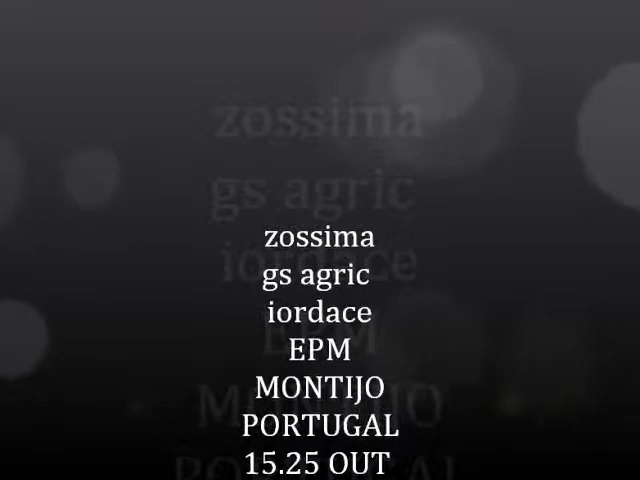 zossima
gs agric
iordace
EPM
MONTIJO
PORTUGAL
15.25 OUT